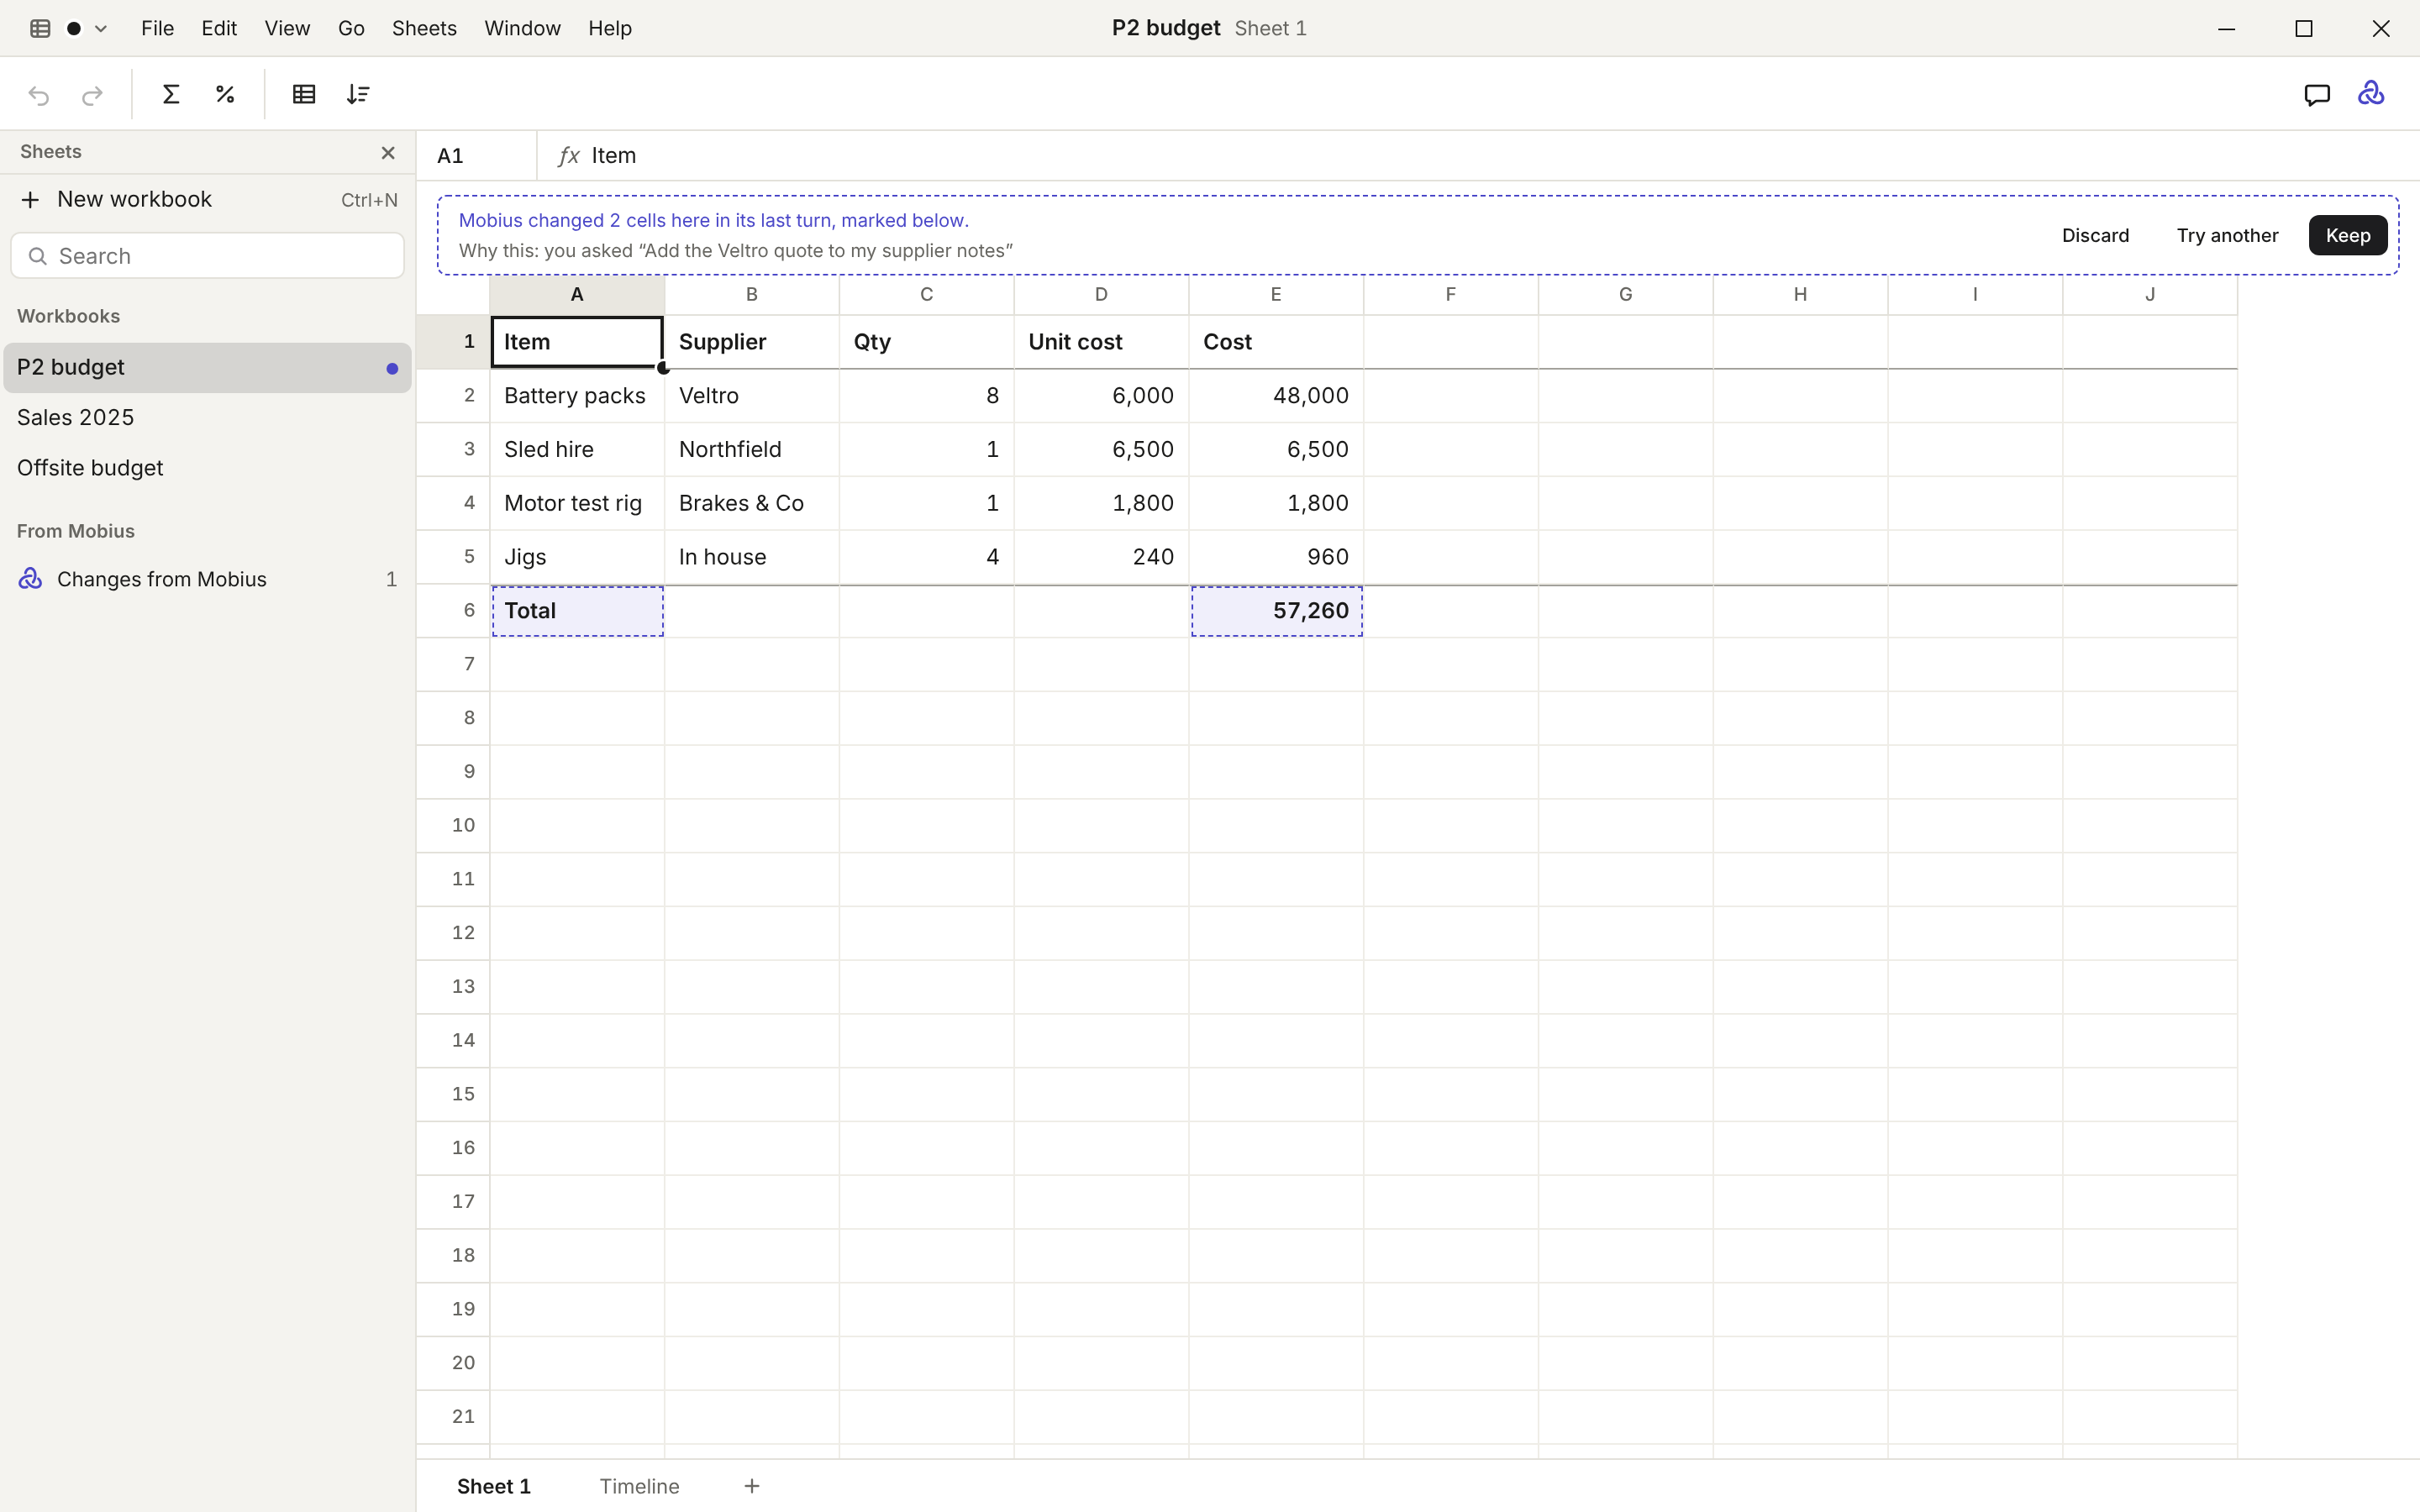 File Edit View Go Sheets Window Help P2 budget Sheet 1
Sheets
New workbook Ctrl+N
Search
Workbooks
P2 budget
Sales 2025
Offsite budget
From Mobius
Changes from Mobius 1
A1 fx Item
Mobius changed 2 cells here in its last turn, marked below.
Why this: you asked “Add the Veltro quote to my supplier notes”
Discard Try another Keep
A B C D E F G H I J
1 Item Supplier Qty Unit cost Cost
2 Battery packs Veltro 8 6,000 48,000
3 Sled hire Northfield 1 6,500 6,500
4 Motor test rig Brakes & Co 1 1,800 1,800
5 Jigs In house 4 240 960
6 Total 57,260
7
8
9
10
11
12
13
14
15
16
17
18
19
20
21
Sheet 1 Timeline